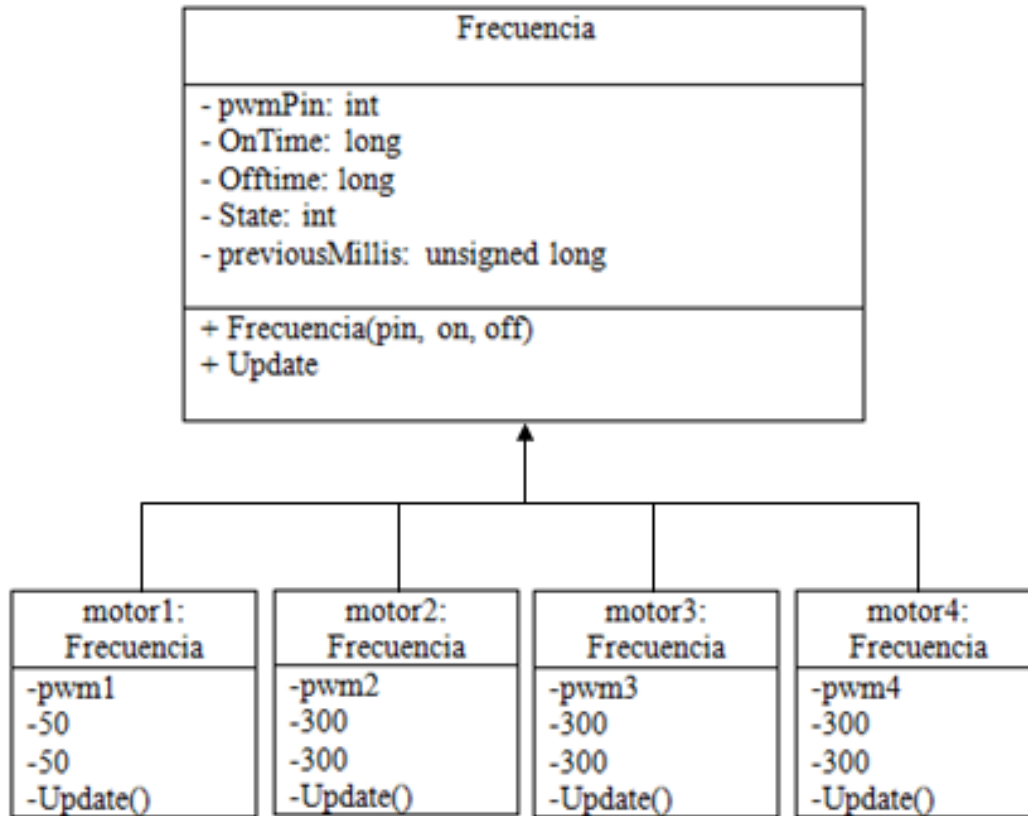 Frecuencia
- pwmPin: int
- OnTime: long
- Offtime: long
- State: int
- previousMillis: unsigned long
+ Frecuencia(pin, on, off)
+ Update
motor1:
Frecuencia
-pwm1
-50
-50
-Update()
motor2:
Frecuencia
-pwm2
-300
-300
-Update()
motor3:
Frecuencia
-pwm3
-300
-300
-Update()
motor4:
Frecuencia
-pwm4
-300
-300
-Update()